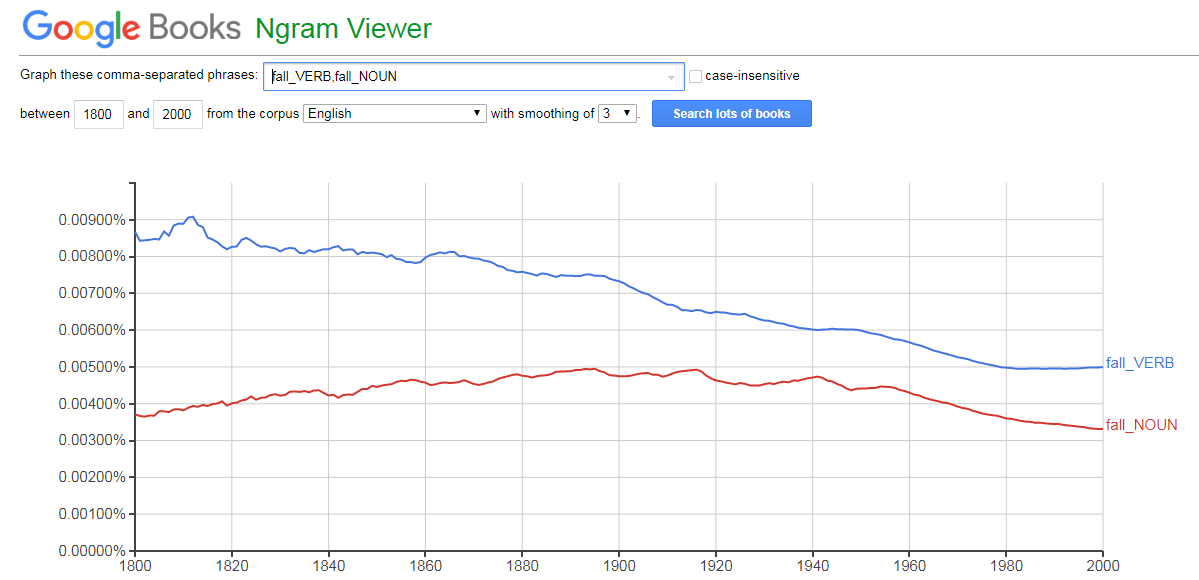 Google Books Ngram Viewer
Graph these comma-separated phrases: fall_VERB,fall_NOUN case-insensitive
between 1800 and 2000 from the corpus English with smoothing of 3 . Search lots of books
0.00900%
0.00800%
0.00700%
0.00600%
0.00500%
fall_VERB
0.00400%
fall_NOUN
0.00300%
0.00200%
0.00100%
0.00000%
1800 1820 1840 1860 1880 1900 1920 1940 1960 1980 2000